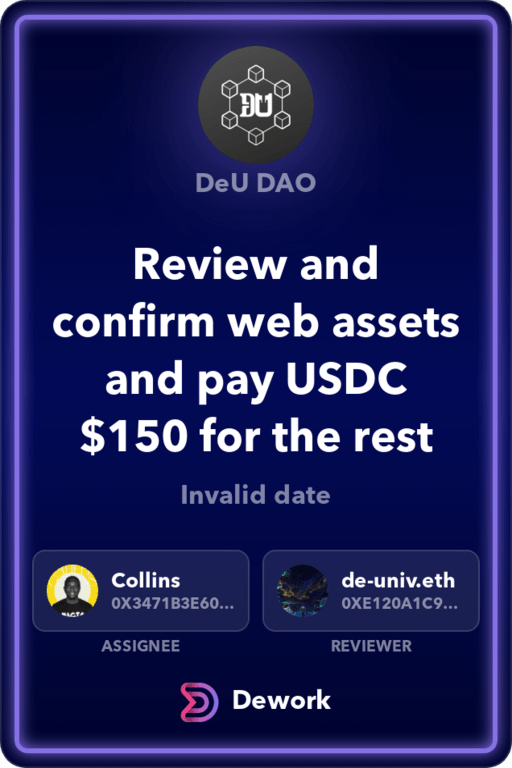 DU
DeU DAO
Review and
confirm web assets
and pay USDC
$150 for the rest
Invalid date
Collins
0X3471B3E60...
de-univ.eth
0XE120A1C9...
ASSIGNEE
REVIEWER
Dework